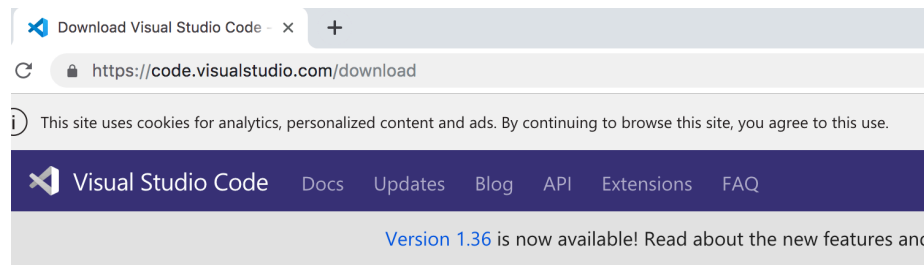 Download Visual Studio Code -
https://code.visualstudio.com/download
This site uses cookies for analytics, personalized content and ads. By continuing to browse this site, you agree to this use.
Visual Studio Code Docs Updates Blog API Extensions FAQ
Version 1.36 is now available! Read about the new features and